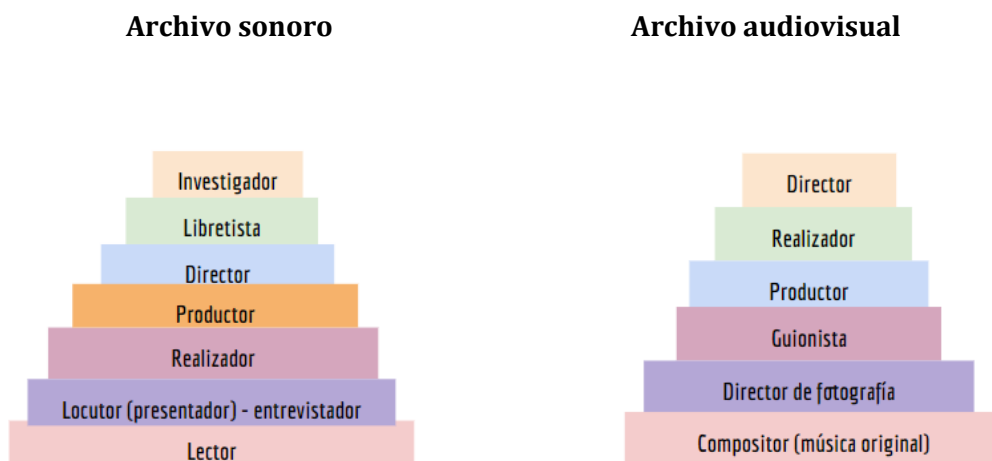 Archivo sonoro
Investigador
Libretista
Director
Productor
Realizador
Locutor (presentador) - entrevistador
Lector
Archivo audiovisual
Director
Realizador
Productor
Guionista
Director de fotografía
Compositor (música original)